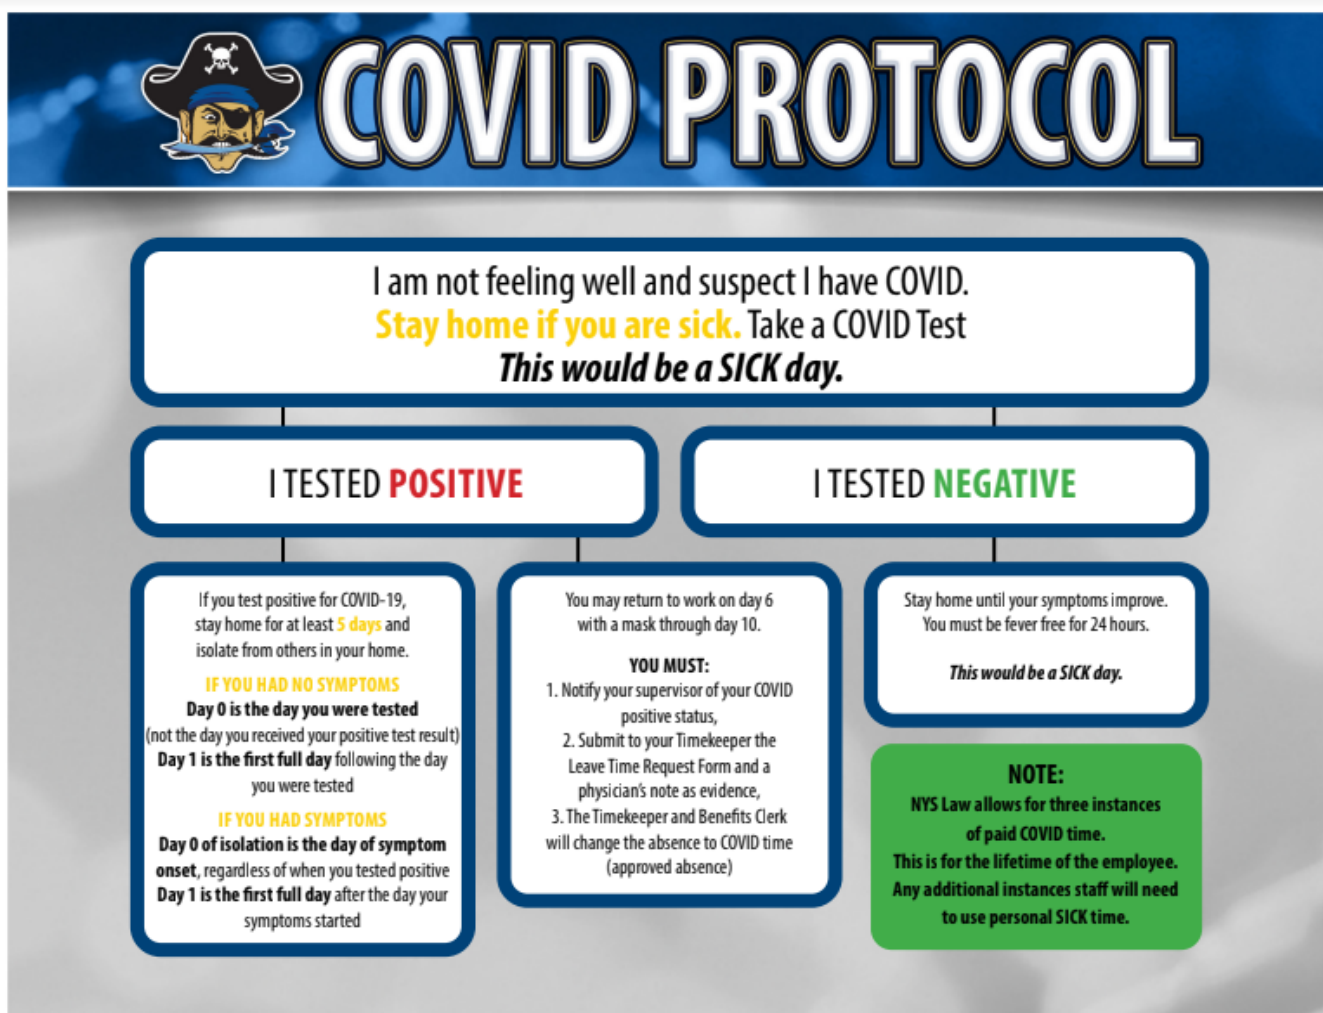 COVID PROTOCOL
I am not feeling well and suspect I have COVID.
Stay home if you are sick. Take a COVID Test
This would be a SICK day.
I TESTED POSITIVE
I TESTED NEGATIVE
If you test positive for COVID-19,
stay home for at least 5 days and
isolate from others in your home.
IF YOU HAD NO SYMPTOMS
Day 0 is the day you were tested
(not the day you received your positive test result)
Day 1 is the first full day following the day
you were tested
IF YOU HAD SYMPTOMS
Day 0 of isolation is the day of symptom
onset, regardless of when you tested positive
Day 1 is the first full day after the day your
symptoms started
You may return to work on day 6
with a mask through day 10.
YOU MUST:
1. Notify your supervisor of your COVID
positive status,
2. Submit to your Timekeeper the
Leave Time Request Form and a
physician's note as evidence,
3. The Timekeeper and Benefits Clerk
will change the absence to COVID time
(approved absence)
Stay home until your symptoms improve.
You must be fever free for 24 hours.
This would be a SICK day.
NOTE:
NYS Law allows for three instances
of paid COVID time.
This is for the lifetime of the employee.
Any additional instances staff will need
to use personal SICK time.